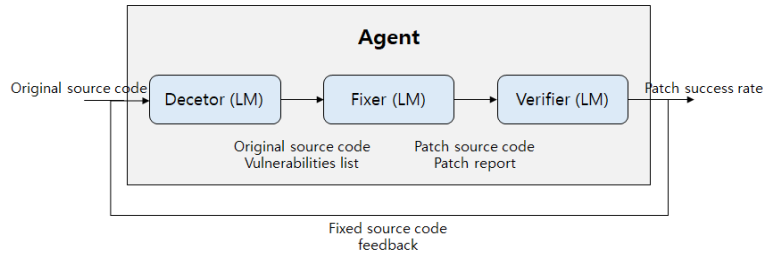 Agent
Original source code
Decetor (LM)
Fixer (LM)
Verifier (LM)
Patch success rate
Original source code
Vulnerabilities list
Patch source code
Patch report
Fixed source code
feedback